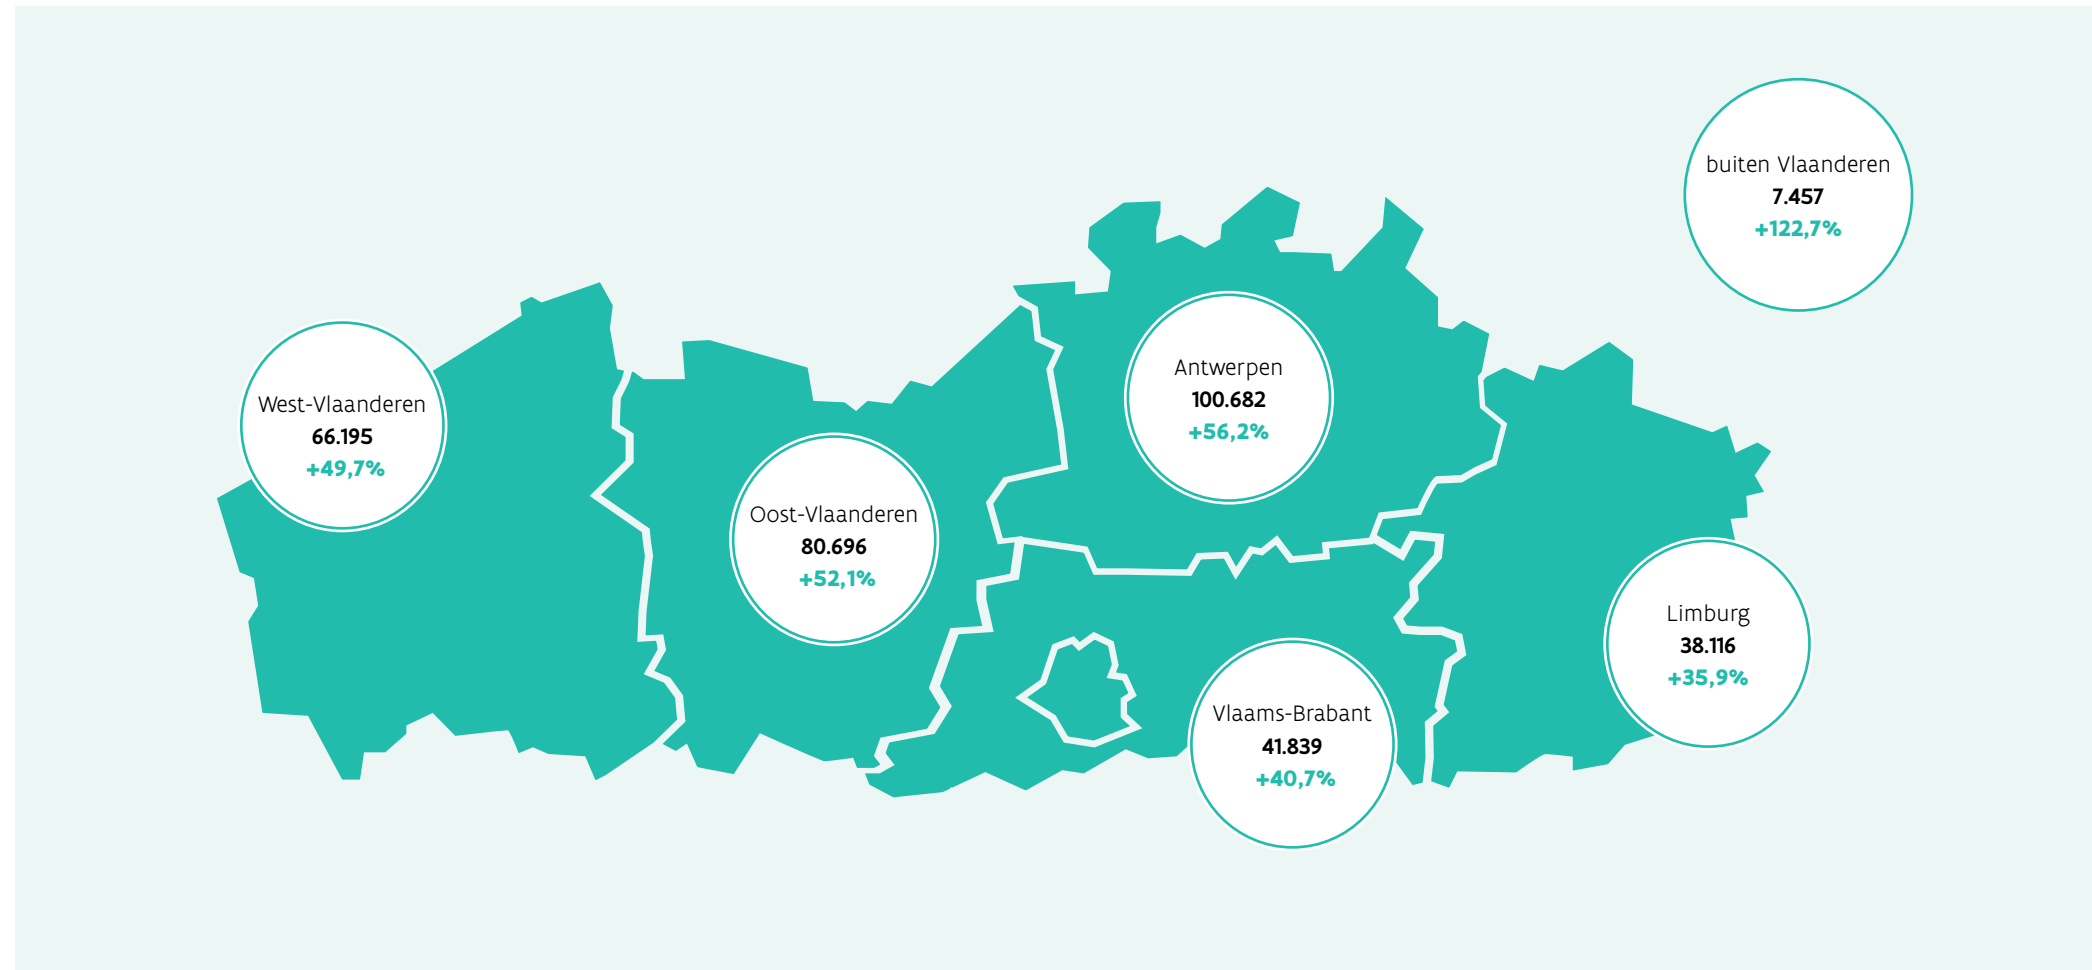 buiten Vlaanderen
7.457
+122,7%
Antwerpen
100.682
+56,2%
West-Vlaanderen
66.195
+49,7%
Oost-Vlaanderen
80.696
+52,1%
Limburg
38.116
+35,9%
Vlaams-Brabant
41.839
+40,7%